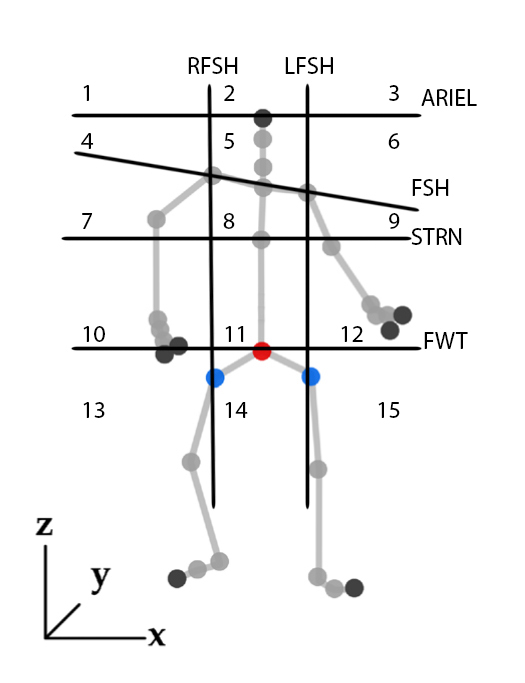 RFSH LFSH
1 2 3 ARIEL
4 5 6
FSH
7 8 9
STRN
10 11 12 FWT
13 14 15
z
y
x